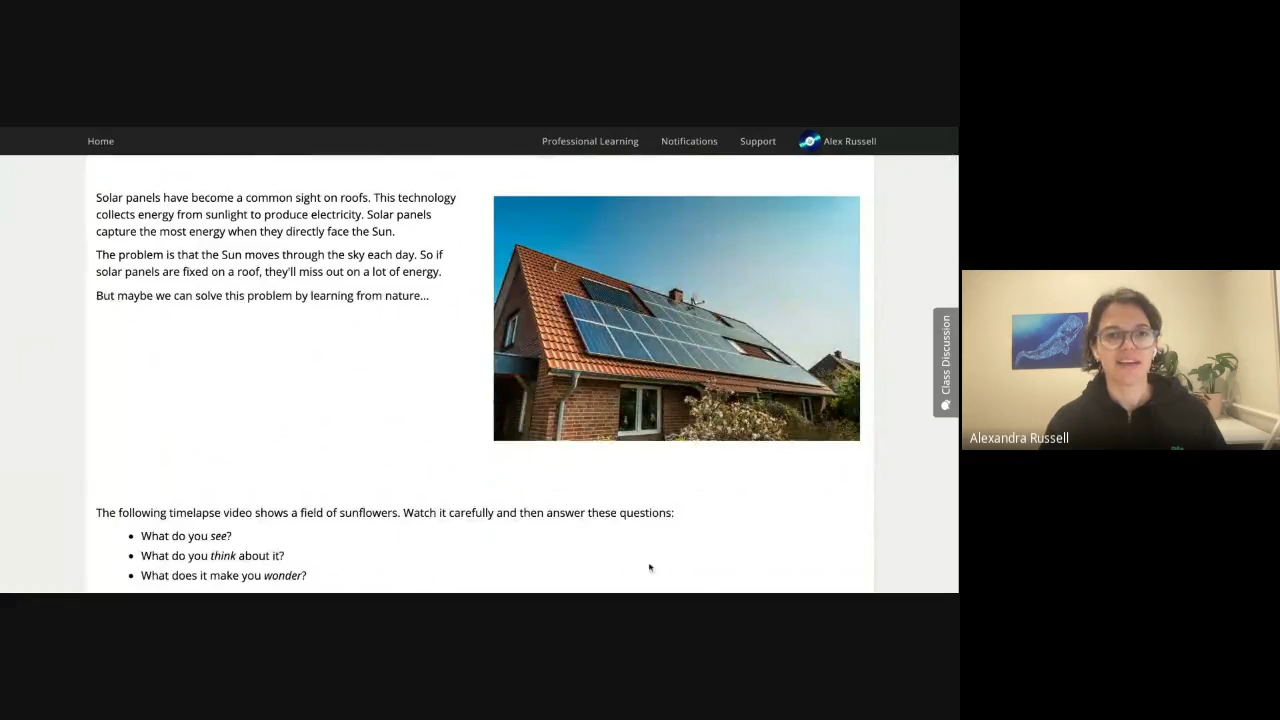 Home
Professional Learning
Notifications
Support
Alex Russell
Solar panels have become a common sight on roofs. This technology
collects energy from sunlight to produce electricity. Solar panels
capture the most energy when they directly face the Sun.
The problem is that the Sun moves through the sky each day. So if
solar panels are fixed on a roof, they'll miss out on a lot of energy.
But maybe we can solve this problem by learning from nature...
Class Discussion
Alexandra Russell
The following timelapse video shows a field of sunflowers. Watch it carefully and then answer these questions:
• What do you see?
• What do you think about it?
• What does it make you wonder?